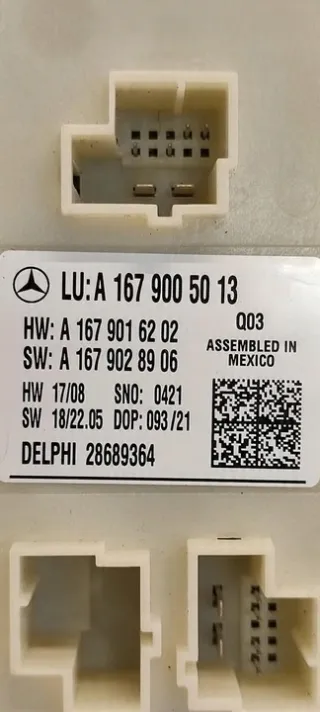 LU: A 167 900 50 13
HW: A 167 901 62 02
SW: A 167 902 89 06
Q03
ASSEMBLED IN
MEXICO
HW 17/08 SNO: 0421
SW 18/22.05 DOP: 093/21
DELPHI 28689364